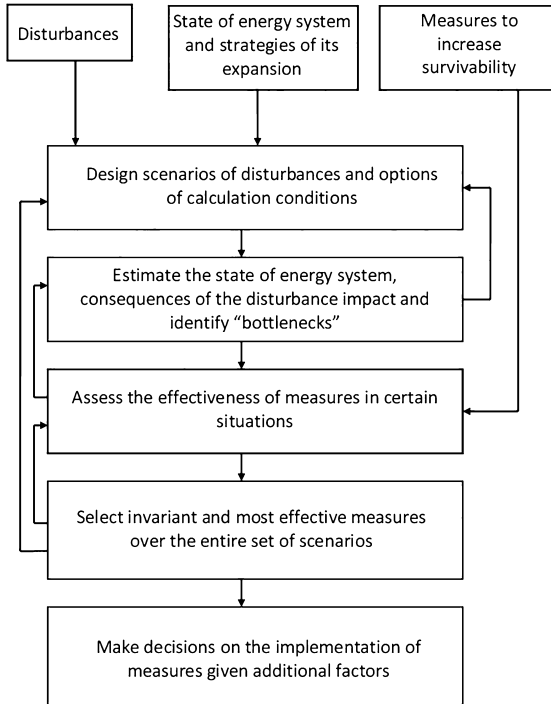 Disturbances
State of energy system
and strategies of its
expansion
Measures to
increase
survivability
Design scenarios of disturbances and options
of calculation conditions
Estimate the state of energy system,
consequences of the disturbance impact and
identify “bottlenecks”
Assess the effectiveness of measures in certain
situations
Select invariant and most effective measures
over the entire set of scenarios
Make decisions on the implementation of
measures given additional factors